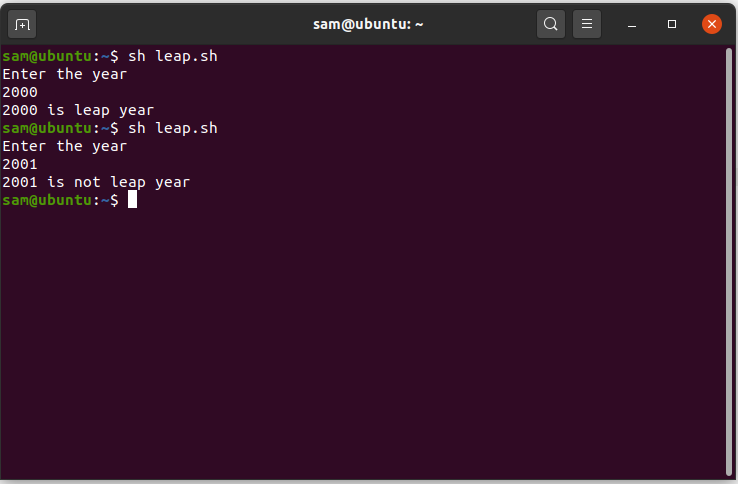 sam@ubuntu: ~
sam@ubuntu:~$ sh leap.sh
Enter the year
2000
2000 is leap year
sam@ubuntu:~$ sh leap.sh
Enter the year
2001
2001 is not leap year
sam@ubuntu:~$